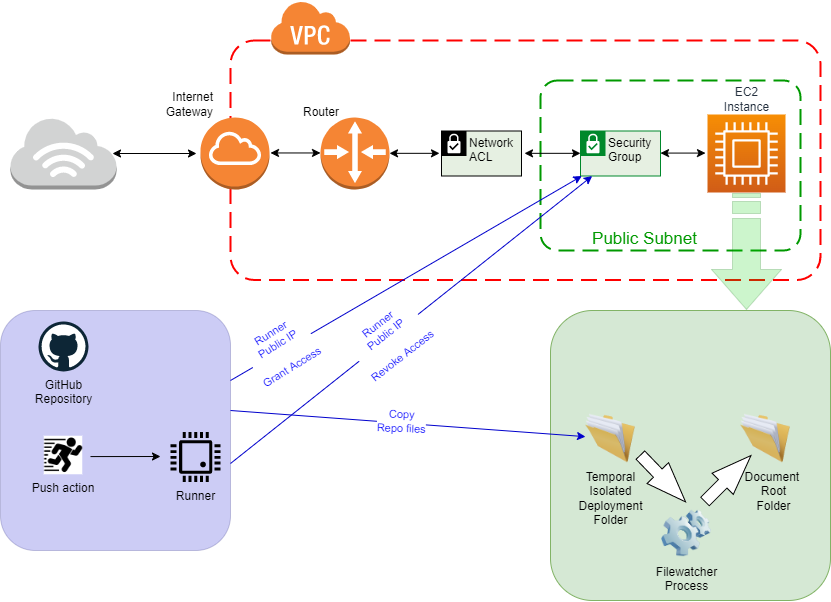 VPC
Internet
Gateway
Router
Network
ACL
Security
Group
EC2
Instance
Public Subnet
Runner
Public IP
Grant Access
Runner
Public IP
Revoke Access
Copy
Repo files
GitHub
Repository
Push action
Runner
Temporal
Isolated
Deployment
Folder
Document
Root
Folder
Filewatcher
Process